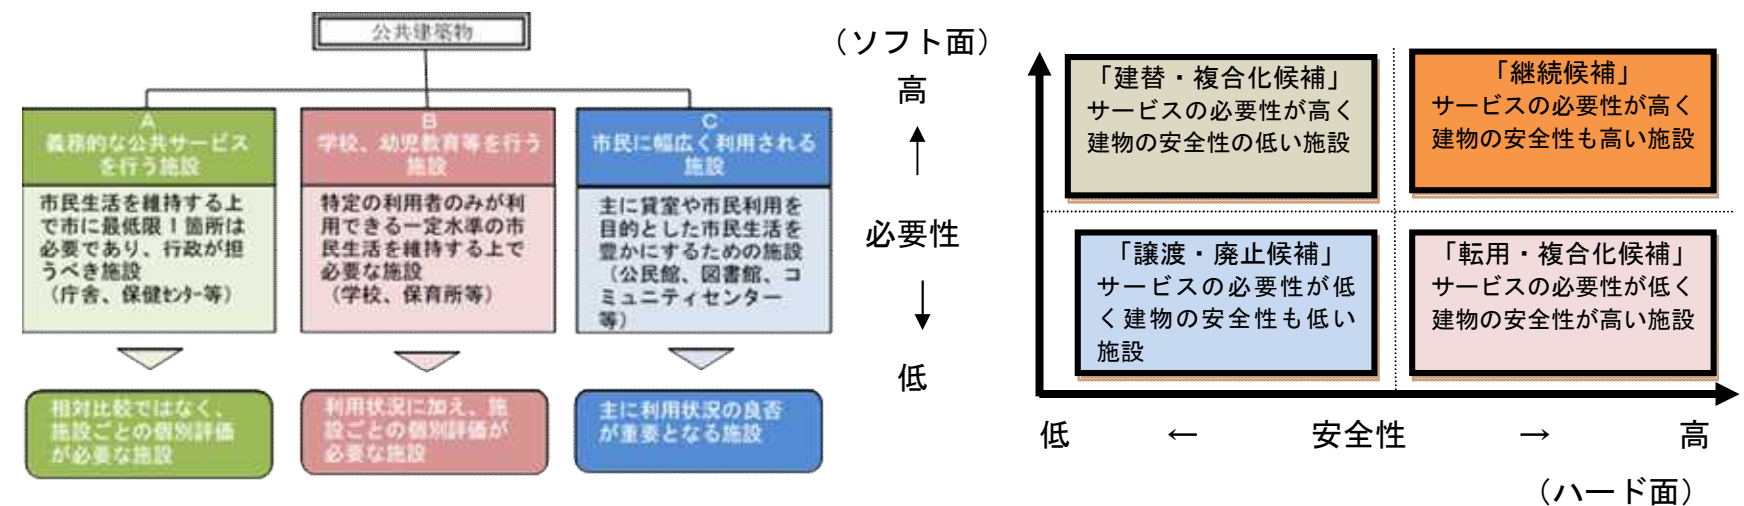 公共建築物
A
義務的な公共サービス
を行う施設
市民生活を維持する上
で市に最低限1箇所は
必要であり、行政が担
うべき施設
（庁舎、保健ｾﾝﾀｰ等）
相対比較ではなく、
施設ごとの個別評価
が必要な施設
B
学校、幼児教育等を行う
施設
特定の利用者のみが利
用できる一定水準の市
民生活を維持する上で
必要な施設
（学校、保育所等）
利用状況に加え、施
設ごとの個別評価が
必要な施設
C
市民に幅広く利用される
施設
主に貸室や市民利用を
目的とした市民生活を
豊かにするための施設
（公民館、図書館、コ
ミュニティセンター
等）
主に利用状況の良否
が重要となる施設
（ソフト面）
高
↑
必要性
↓
低
「建替・複合化候補」
サービスの必要性が高く
建物の安全性の低い施設
「継続候補」
サービスの必要性が高く
建物の安全性も高い施設
「譲渡・廃止候補」
サービスの必要性が低
く建物の安全性も低い
施設
「転用・複合化候補」
サービスの必要性が低く
建物の安全性が高い施設
低 ← 安全性 → 高
（ハード面）